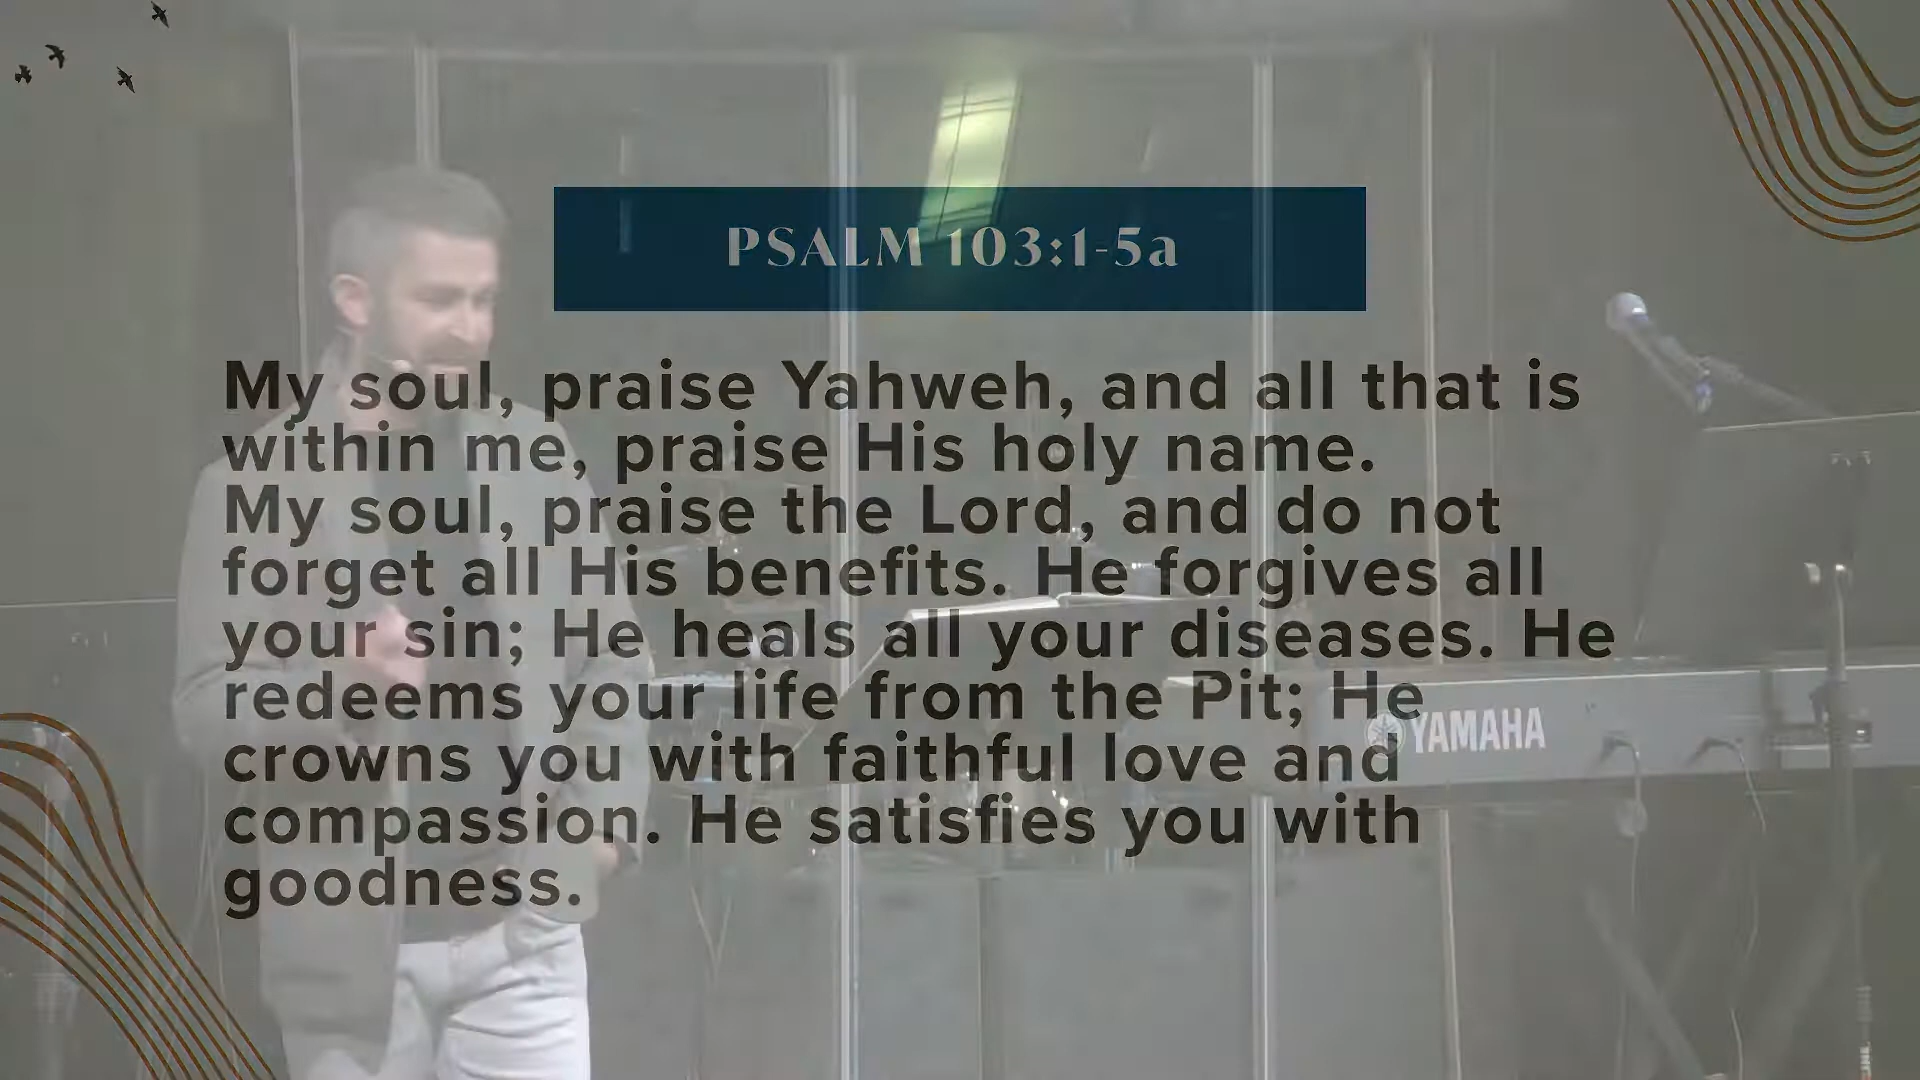 PSALM 103:1-5a
My soul, praise Yahweh, and all that is
within me, praise His holy name.
My soul, praise the Lord, and do not
forget all His benefits. He forgives all
your sin; He heals all your diseases. He
redeems your life from the Pit; He
crowns you with faithful love and
compassion. He satisfies you with
goodness.
YAMAHA